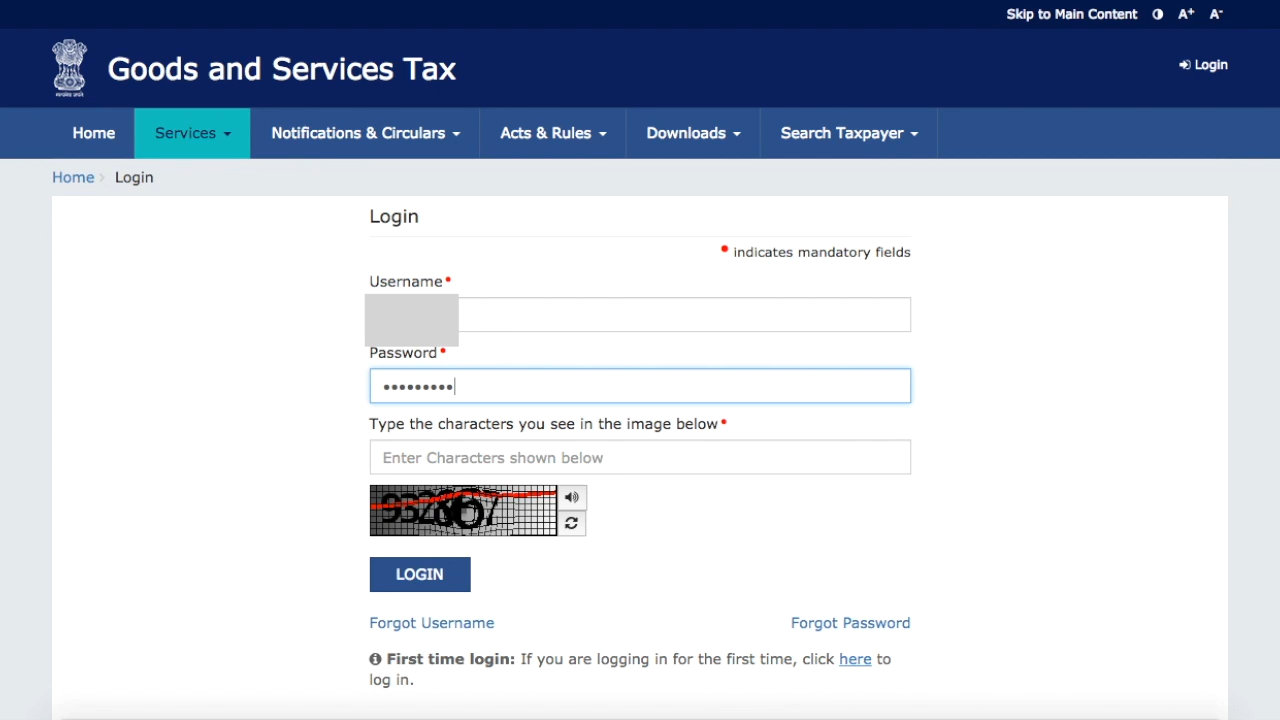 Skip to Main Content A+ A-
Goods and Services Tax
Login
Home Services Notifications & Circulars Acts & Rules Downloads Search Taxpayer
Home > Login
Login
• indicates mandatory fields
Username•
Password•
•••••••••
Type the characters you see in the image below•
Enter Characters shown below
LOGIN
Forgot Username Forgot Password
First time login: If you are logging in for the first time, click here to
log in.